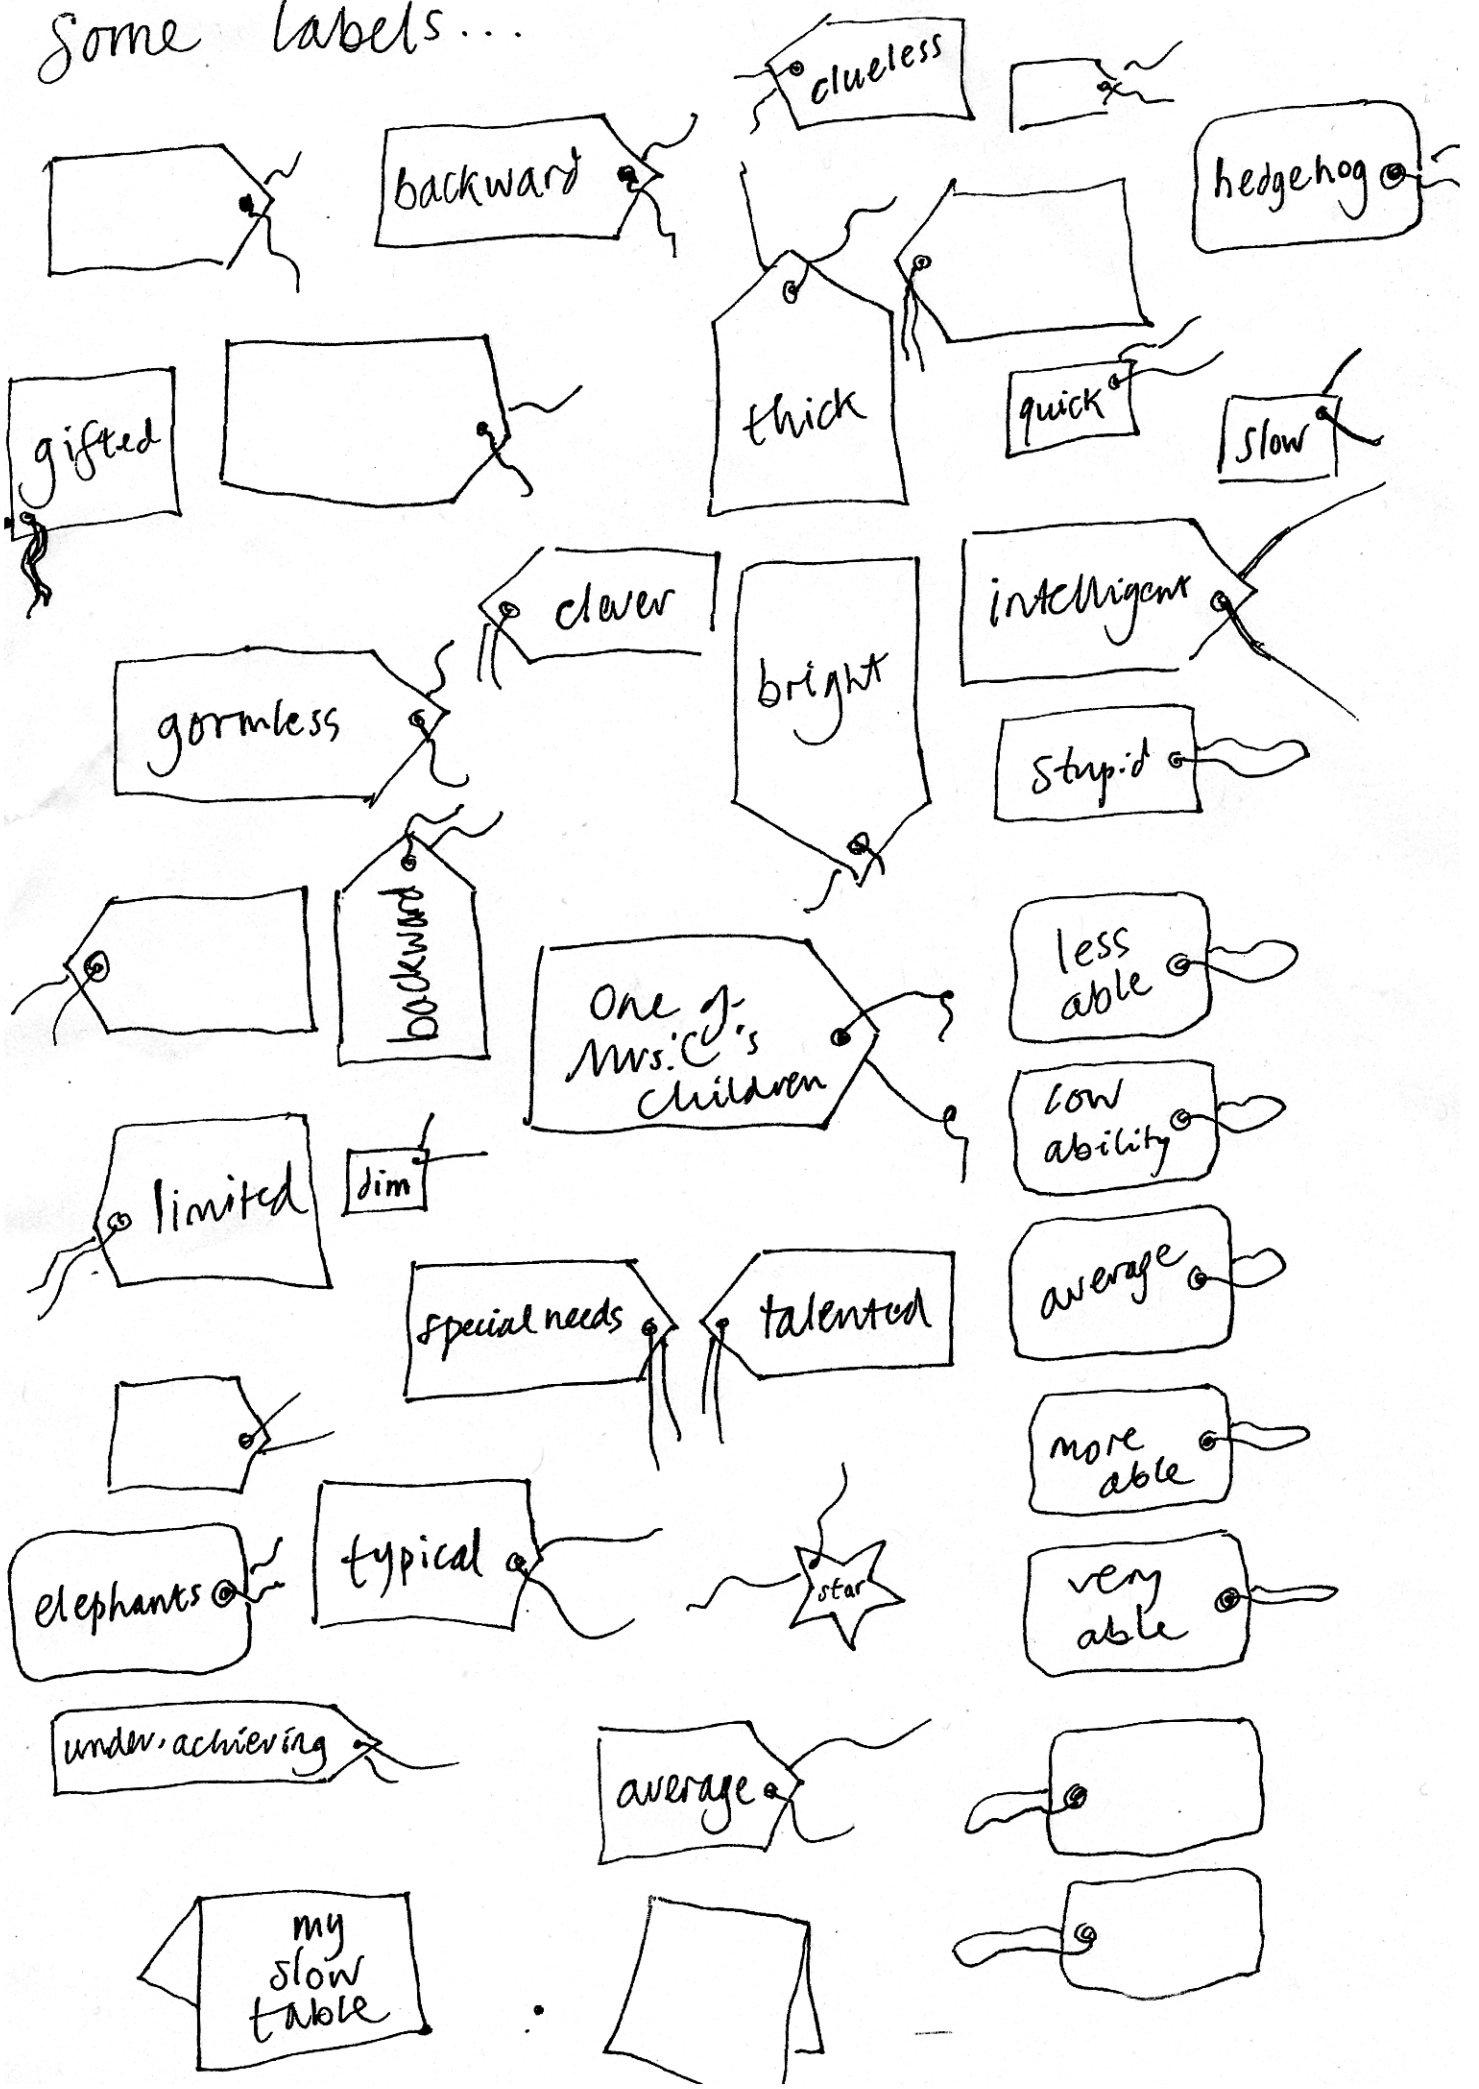 Some labels...
clueless
backward
hedgehog
thick
quick
slow
gifted
clever
intelligent
bright
gormless
stupid
backward
less
able
One of
Mrs.'C's
children
low
ability
limited
dim
average
special needs
talented
more
able
typical
star
elephants
very
able
under.achieving
average
my
slow
table